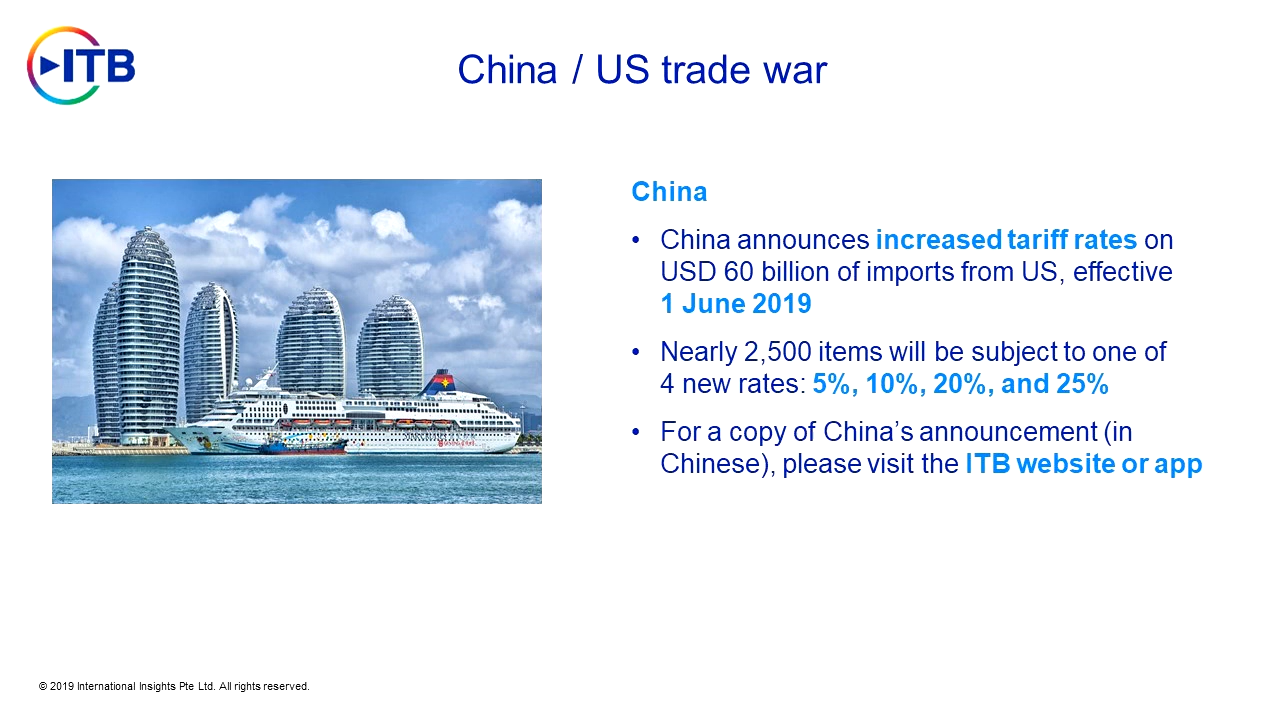 ITB
China / US trade war
China
• China announces increased tariff rates on
USD 60 billion of imports from US, effective
1 June 2019
• Nearly 2,500 items will be subject to one of
4 new rates: 5%, 10%, 20%, and 25%
• For a copy of China’s announcement (in
Chinese), please visit the ITB website or app
© 2019 International Insights Pte Ltd. All rights reserved.